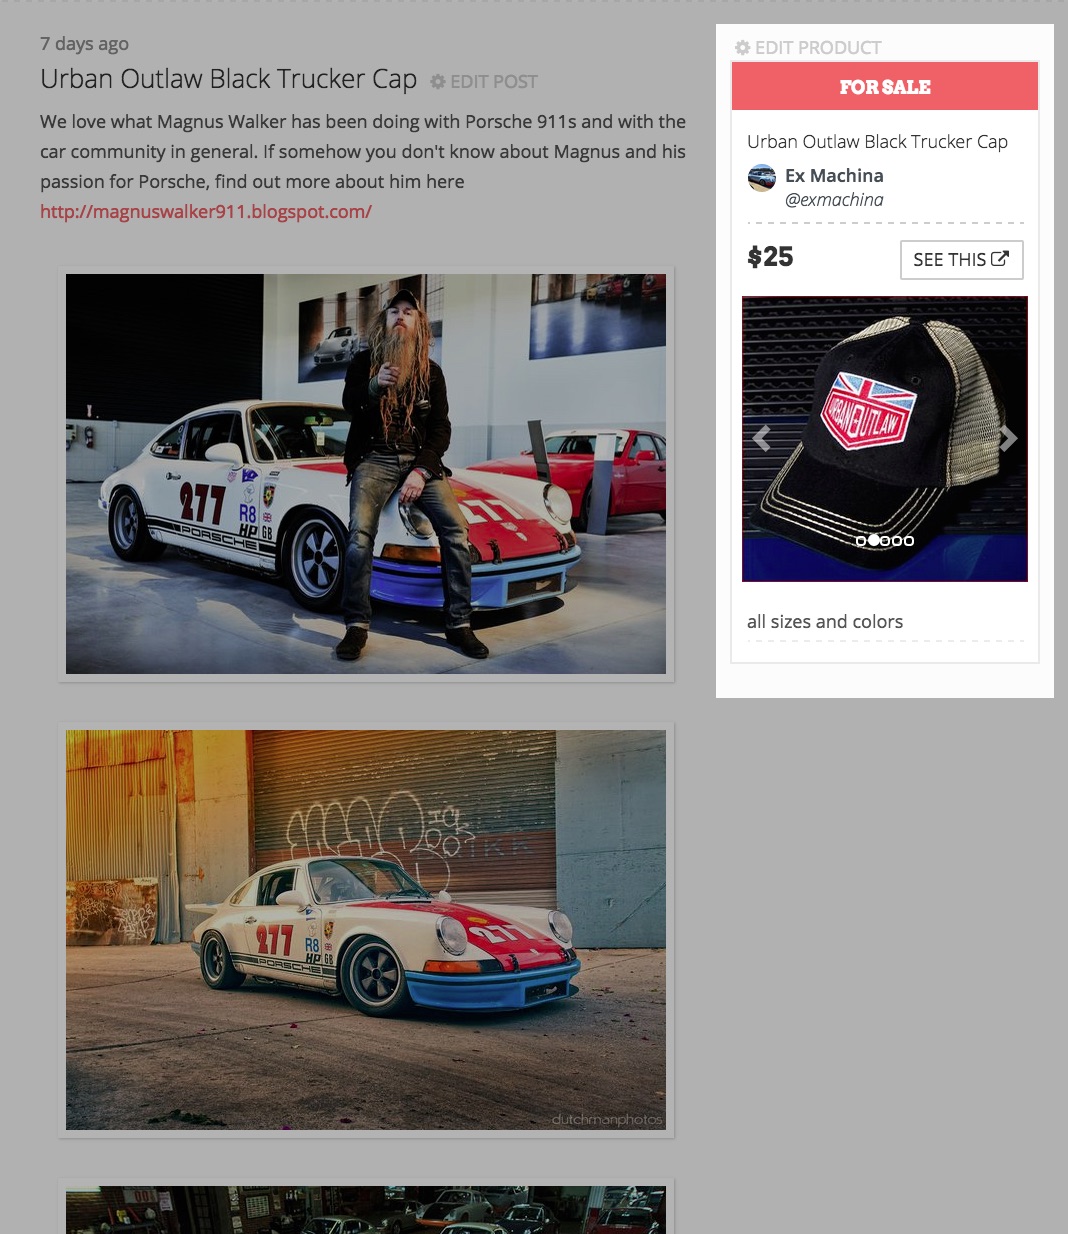 7 days ago
Urban Outlaw Black Trucker Cap EDIT POST
We love what Magnus Walker has been doing with Porsche 911s and with the
car community in general. If somehow you don't know about Magnus and his
passion for Porsche, find out more about him here
http://magnuswalker911.blogspot.com/
277
R8
HP GB
PORSCHE
277
277
R8
HP GB
PORSCHE
277
dutchmanphotos
EDIT PRODUCT
FOR SALE
Urban Outlaw Black Trucker Cap
Ex Machina
@exmachina
$25
SEE THIS
URBAN OUTLAW
all sizes and colors